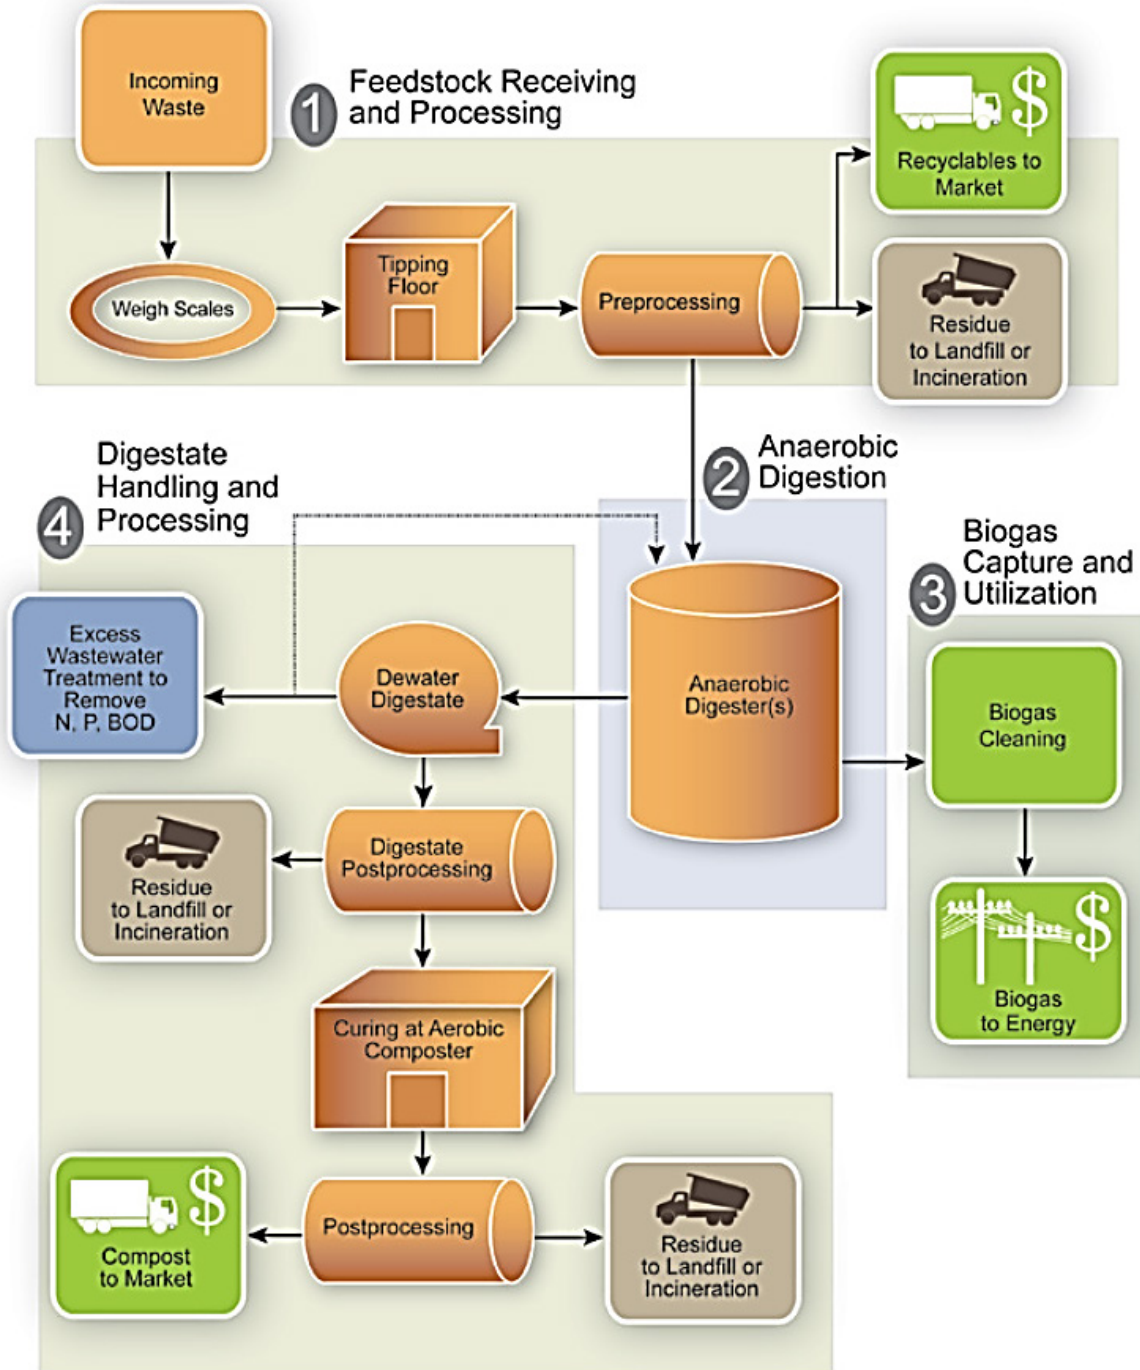 Incoming
Waste
1
Feedstock Receiving
and Processing
$
Recyclables to
Market
Weigh Scales
Tipping
Floor
Preprocessing
Residue
to Landfill or
Incineration
2
Anaerobic
Digestion
4
Digestate
Handling and
Processing
3
Biogas
Capture and
Utilization
Excess
Wastewater
Treatment to
Remove
N, P, BOD
Dewater
Digestate
Anaerobic
Digester(s)
Biogas
Cleaning
Residue
to Landfill or
Incineration
Digestate
Postprocessing
$
Biogas
to Energy
Curing at Aerobic
Composter
$
Compost
to Market
Postprocessing
Residue
to Landfill or
Incineration